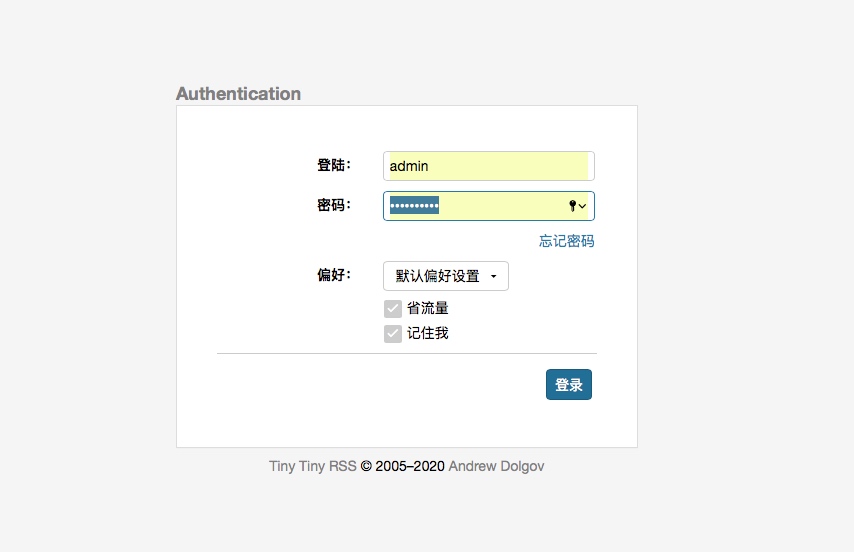 Authentication
登陆： admin
密码： ••••••••••
忘记密码
偏好： 默认偏好设置
省流量
记住我
登录
Tiny Tiny RSS © 2005–2020 Andrew Dolgov